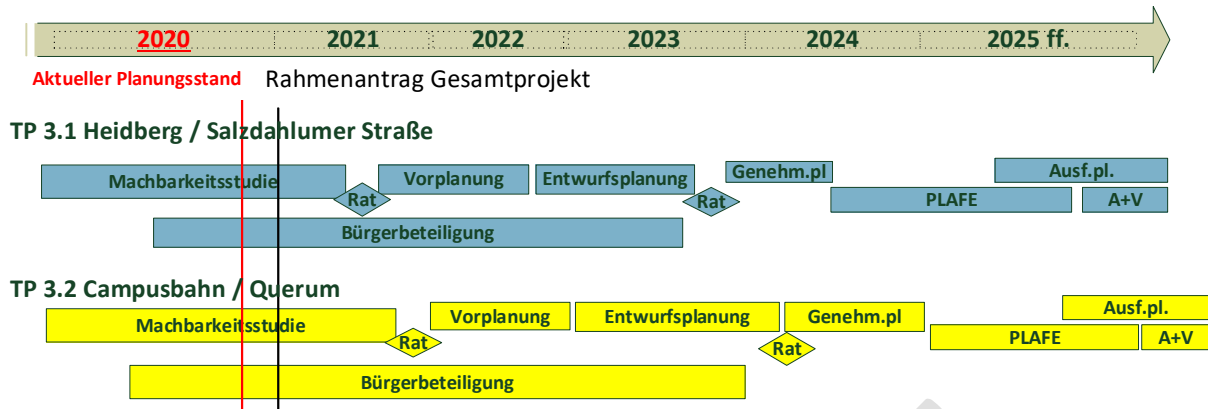 2020 2021 2022 2023 2024 2025 ff.
Aktueller Planungsstand Rahmenantrag Gesamtprojekt
TP 3.1 Heidberg / Salzdahlumer Straße
Machbarkeitsstudie Rat Vorplanung Entwurfsplanung Rat Genehm.pl PLAFE Ausf.pl. A+V
Bürgerbeteiligung
TP 3.2 Campusbahn / Querum
Machbarkeitsstudie Rat Vorplanung Entwurfsplanung Rat Genehm.pl PLAFE Ausf.pl. A+V
Bürgerbeteiligung